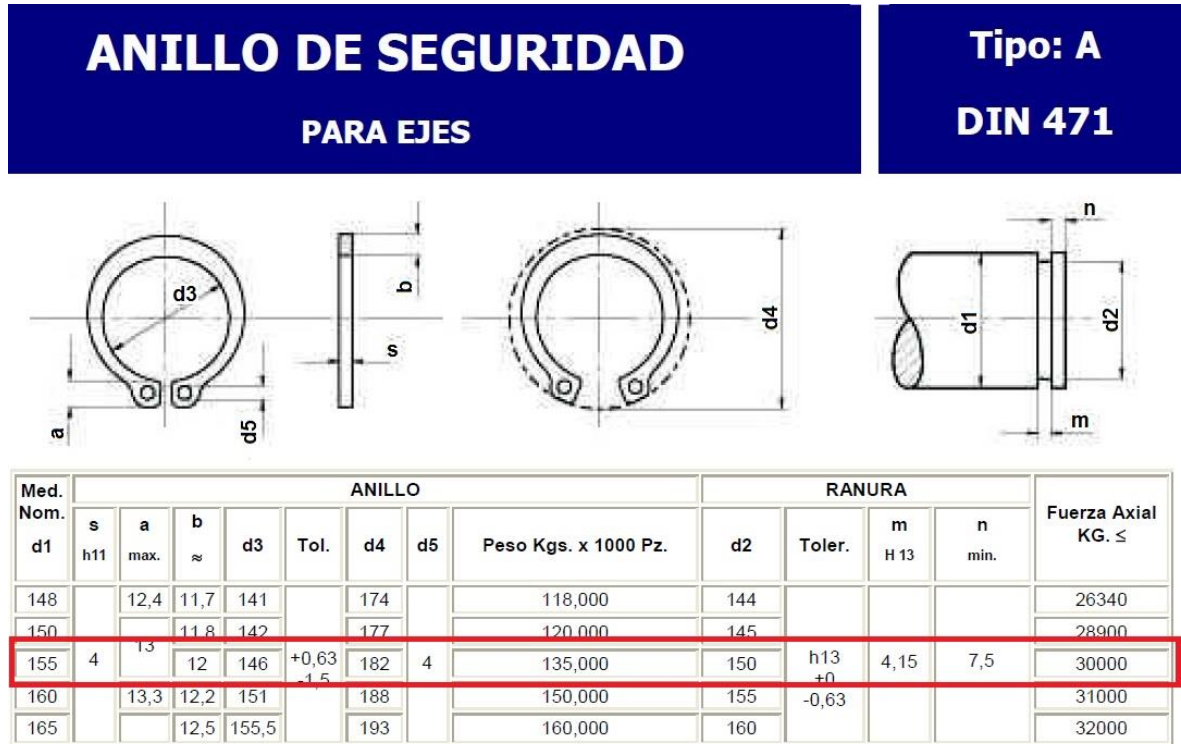 ANILLO DE SEGURIDAD
PARA EJES
Tipo: A
DIN 471
d3
a
d5
s
b
d4
d1
n
d2
m
Med. Nom. d1 ANILLO RANURA Fuerza Axial KG. ≤
s h11 a max. b ≈ d3 Tol. d4 d5 Peso Kgs. x 1000 Pz. d2 Toler. m H 13 n min.
148 12,4 11,7 141 174 118,000 144 26340
150 13 11,8 142 177 120,000 145 28900
155 4 12 146 +0,63 -1,5 182 4 135,000 150 h13 +0 -0,63 4,15 7,5 30000
160 13,3 12,2 151 188 150,000 155 31000
165 12,5 155,5 193 160,000 160 32000